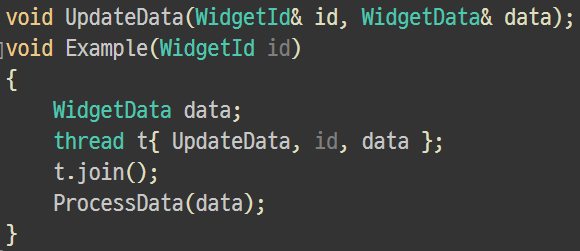 void UpdateData(WidgetId& id, WidgetData& data);
void Example(WidgetId id)
{
    WidgetData data;
    thread t{ UpdateData, id, data };
    t.join();
    ProcessData(data);
}